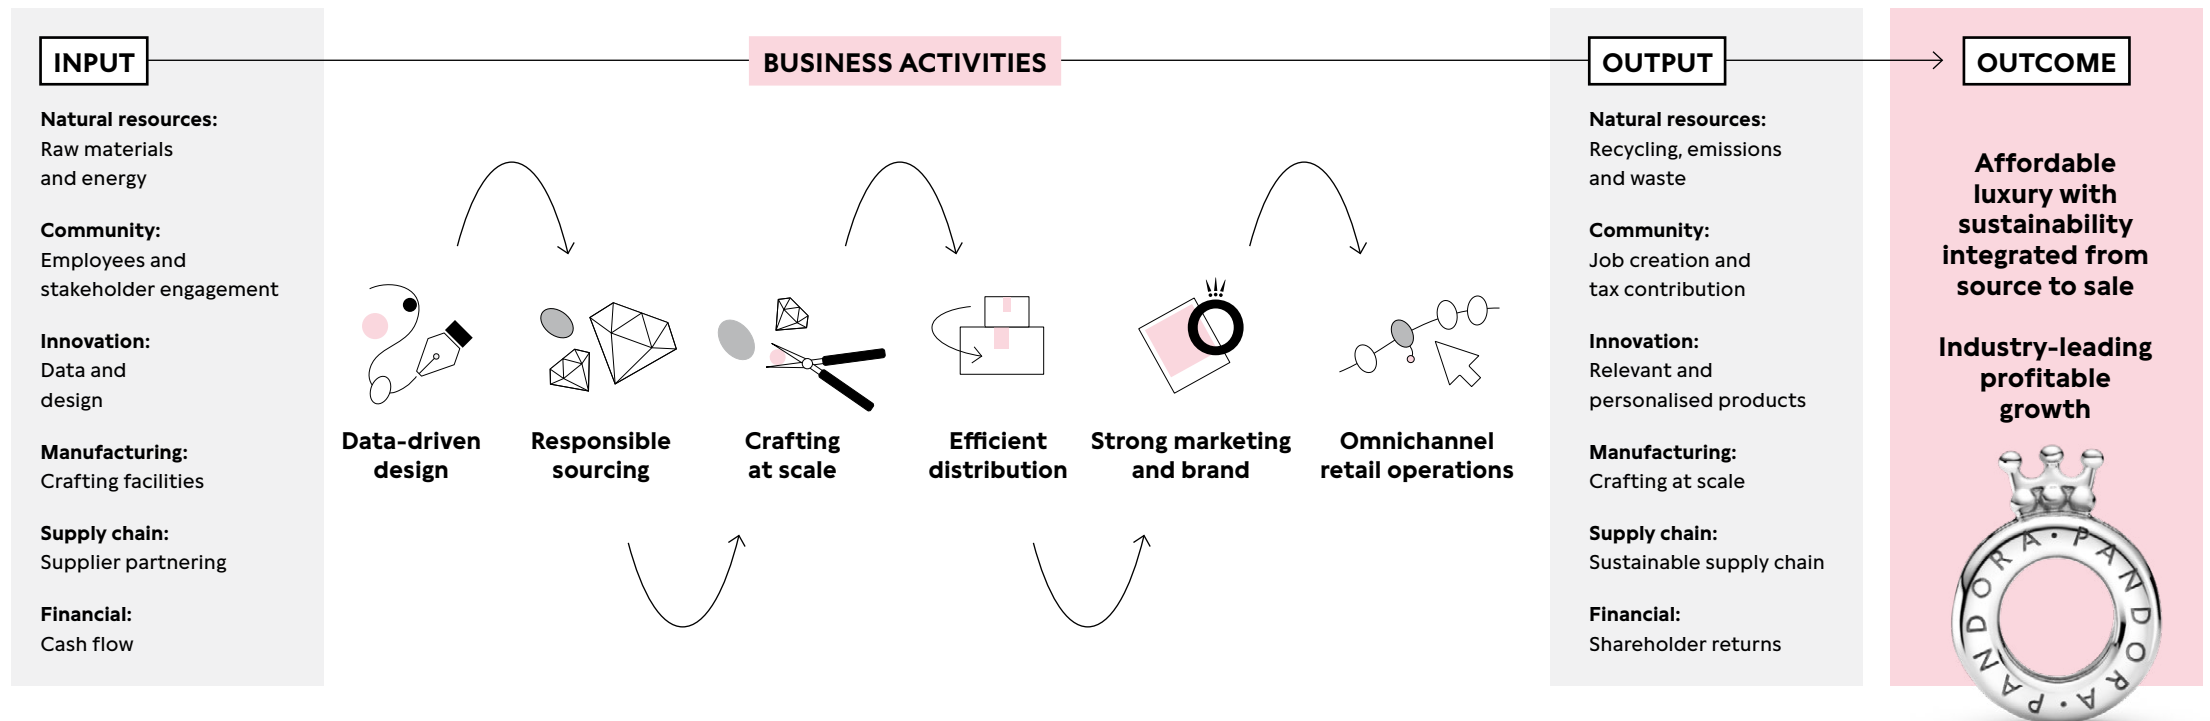 INPUT
Natural resources:
Raw materials
and energy
Community:
Employees and
stakeholder engagement
Innovation:
Data and
design
Manufacturing:
Crafting facilities
Supply chain:
Supplier partnering
Financial:
Cash flow
BUSINESS ACTIVITIES
Data-driven
design
Responsible
sourcing
Crafting
at scale
Efficient
distribution
Strong marketing
and brand
Omnichannel
retail operations
OUTPUT
Natural resources:
Recycling, emissions
and waste
Community:
Job creation and
tax contribution
Innovation:
Relevant and
personalised products
Manufacturing:
Crafting at scale
Supply chain:
Sustainable supply chain
Financial:
Shareholder returns
OUTCOME
Affordable
luxury with
sustainability
integrated from
source to sale
Industry-leading
profitable
growth
PANDORA · PANDORA · P